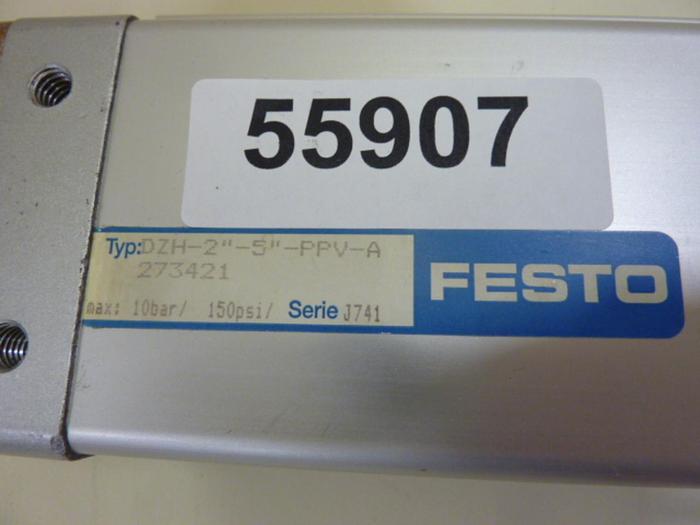 55907
Typ:DZH-2"-5"-PPV-A
273421
max: 10bar/ 150psi/ Serie J741
FESTO